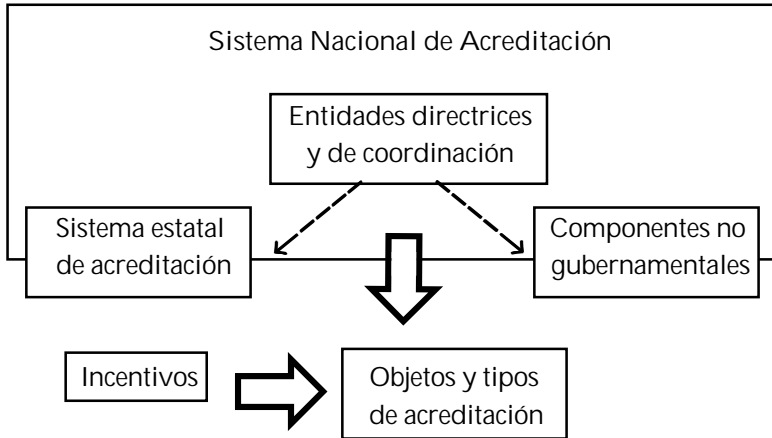 Sistema Nacional de Acreditación
Entidades directrices
y de coordinación
Sistema estatal
de acreditación
Componentes no
gubernamentales
Incentivos
Objetos y tipos
de acreditación